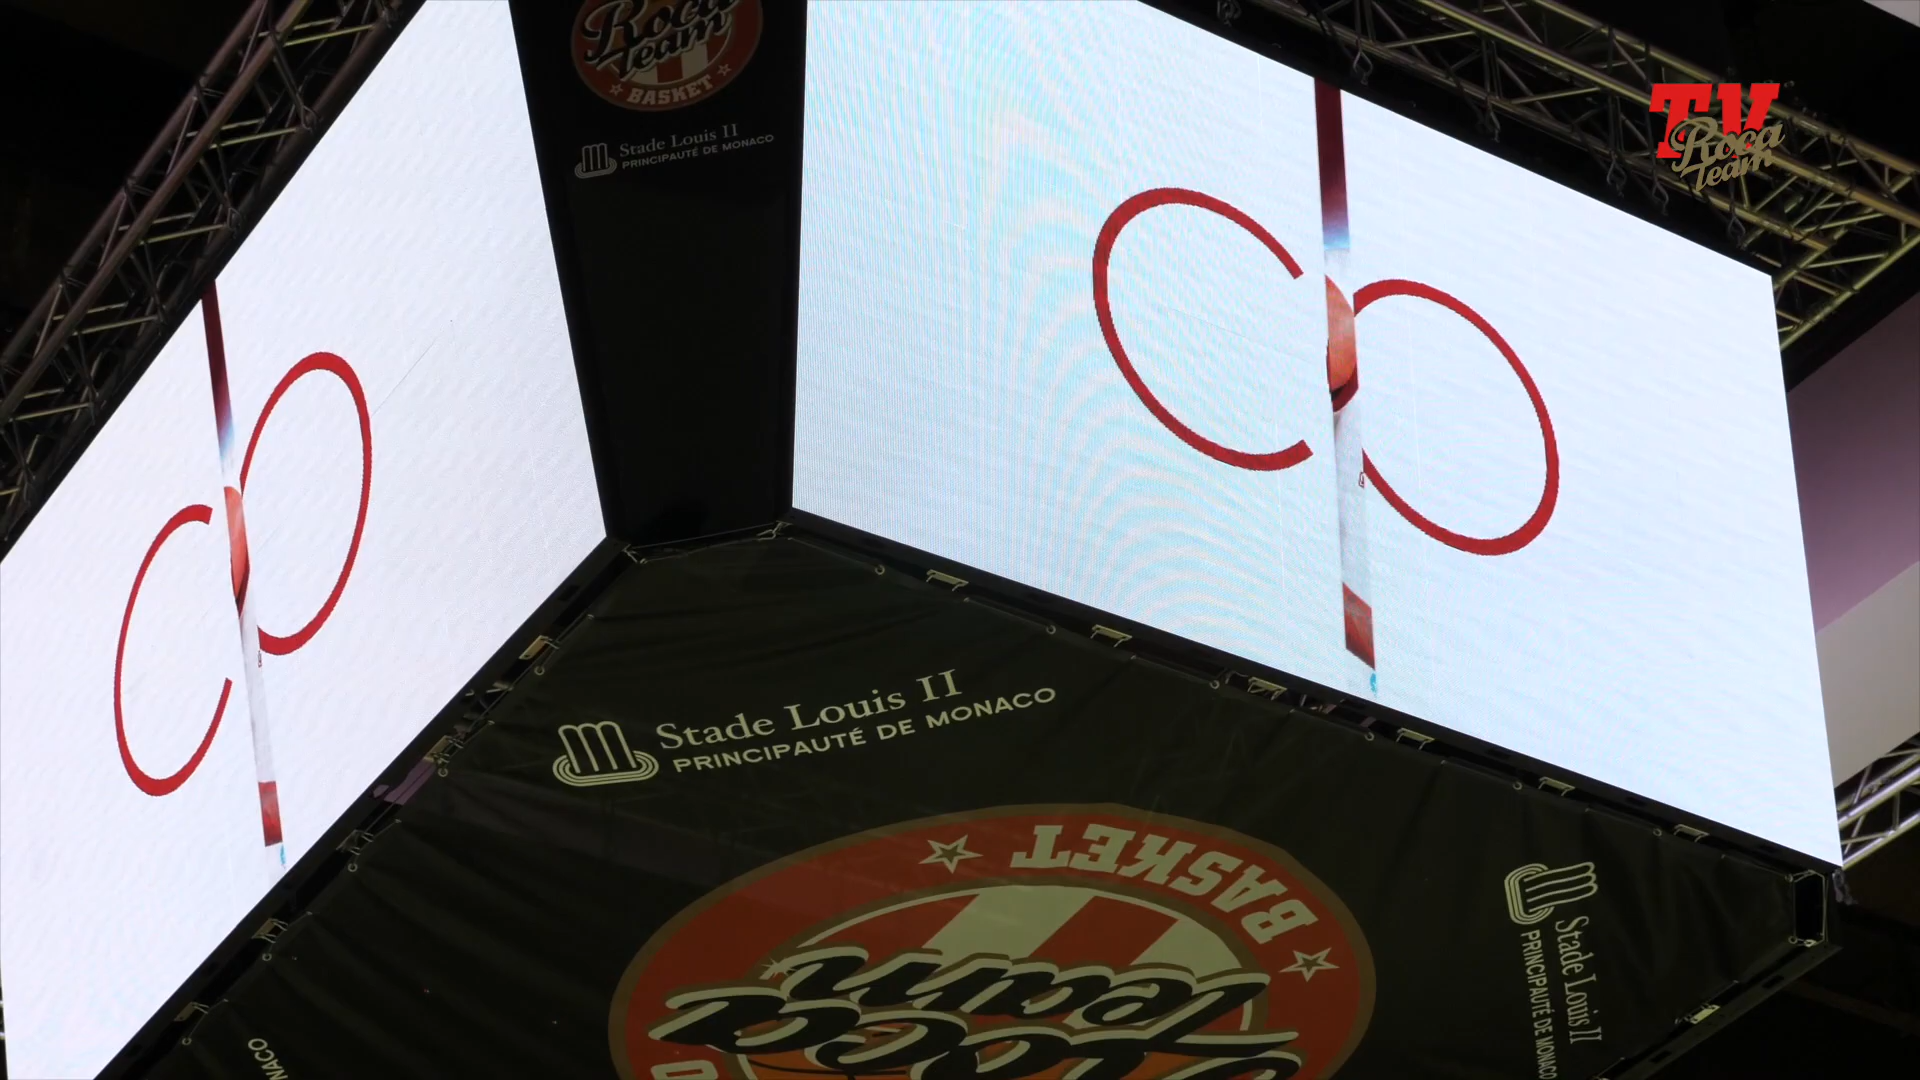 Roca
team
BASKET
Stade Louis II
PRINCIPAUTÉ DE MONACO
TV
Roca
team
Stade Louis II
PRINCIPAUTÉ DE MONACO
BASKET
team
Roca
Stade Louis II
PRINCIPAUTÉ DE MONACO
NACO